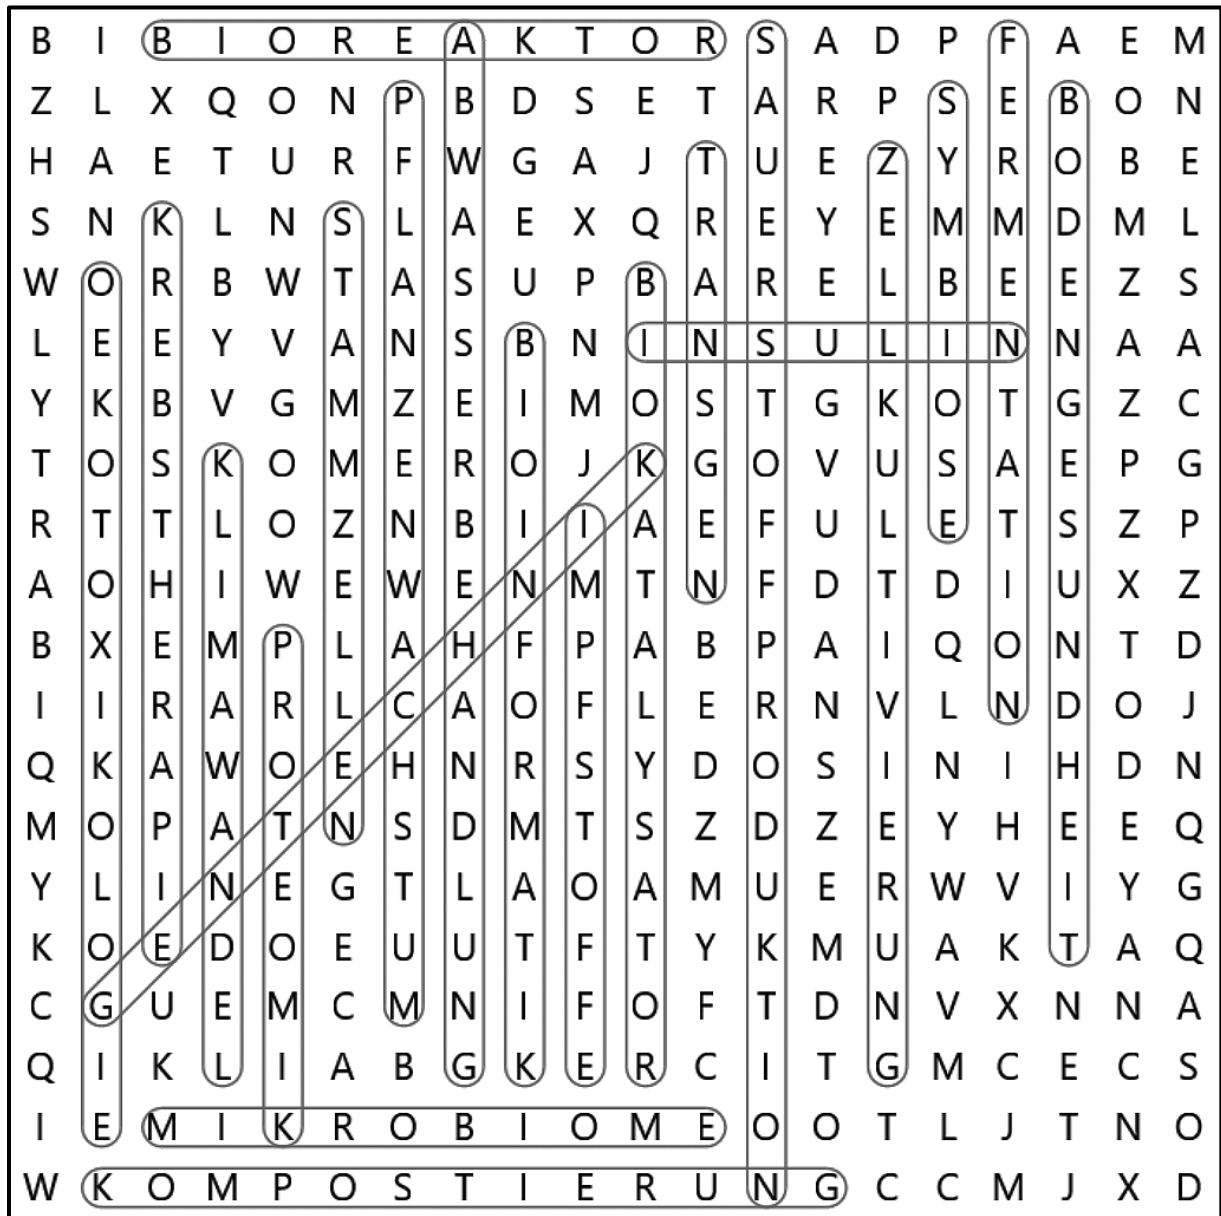 B I B I O R E A K T O R S A D P F A E M
Z L X Q O N P B D S E T A R P S E B O N
H A E T U R F W G A J T U E Z Y R O B E
S N K L N S L A E X Q R E Y E M M D M L
W O R B W T A S U P B A R E L B E E Z S
L E E Y V A N S B N I N S U L I N N A A
Y K B V G M Z E I M O S T G K O T G Z C
T O S K O M E R O J K G O V U S A E P G
R T T L O Z N B I I A E F U L E T S Z P
A O H I W E W E N M T N F D T D I U X Z
B X E M P L A H F P A B P A I Q O N T D
I I R A R L C A O F L E R N V L N D O J
Q K A W O E H N R S Y D O S I N I H D N
M O P A T N S D M T S Z D Z E Y H E E Q
Y L I N E G T L A O A M U E R W V I Y G
K O E D O E U U T F T Y K M U A K T A Q
C G U E M C M N I F O F T D N V X N N A
Q I K L I A B G K E R C I T G M C E C S
I E M I K R O B I O M E O O T L J T N O
W K O M P O S T I E R U N G C C M J X D